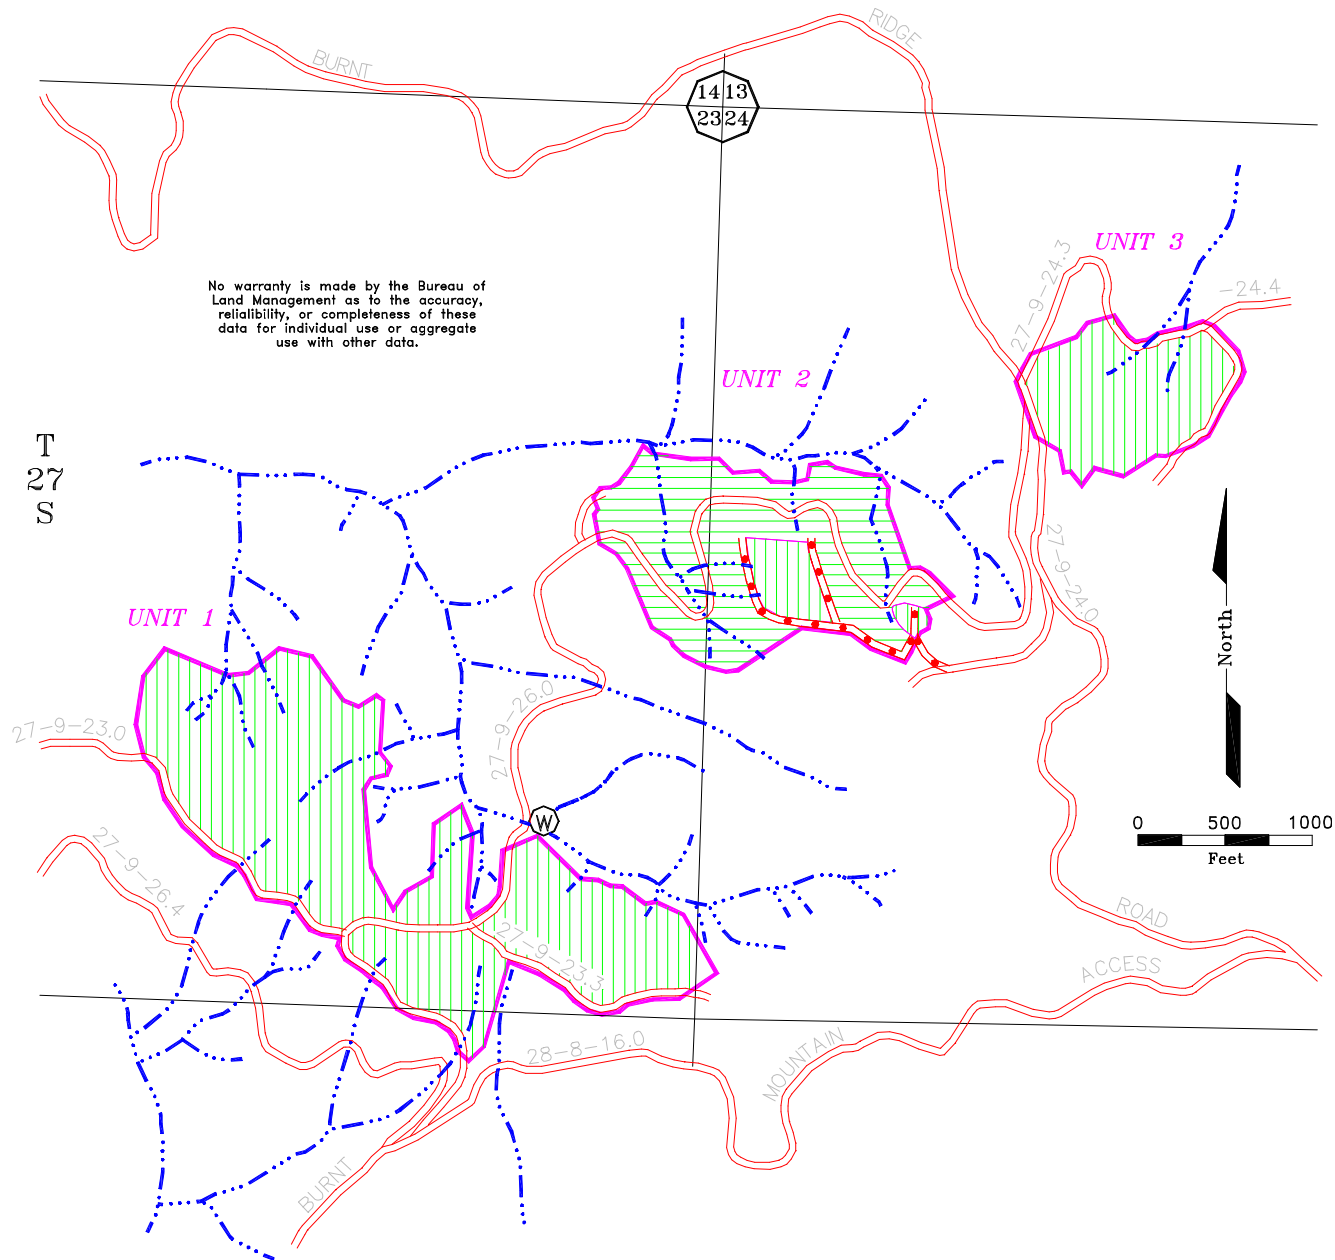 RIDGE
BURNT
14 13
23 24
UNIT 3
27-9-24.3
-24.4
No warranty is made by the Bureau of
Land Management as to the accuracy,
relialibility, or completeness of these
data for individual use or aggregate
use with other data.
UNIT 2
T
27
S
27-9-24.0
UNIT 1
North
27-9-23.0
27-9-26.0
W
0 500 1000
Feet
27-9-26.4
27-9-23.3
ROAD
ACCESS
28-8-16.0
MOUNTAIN
BURNT